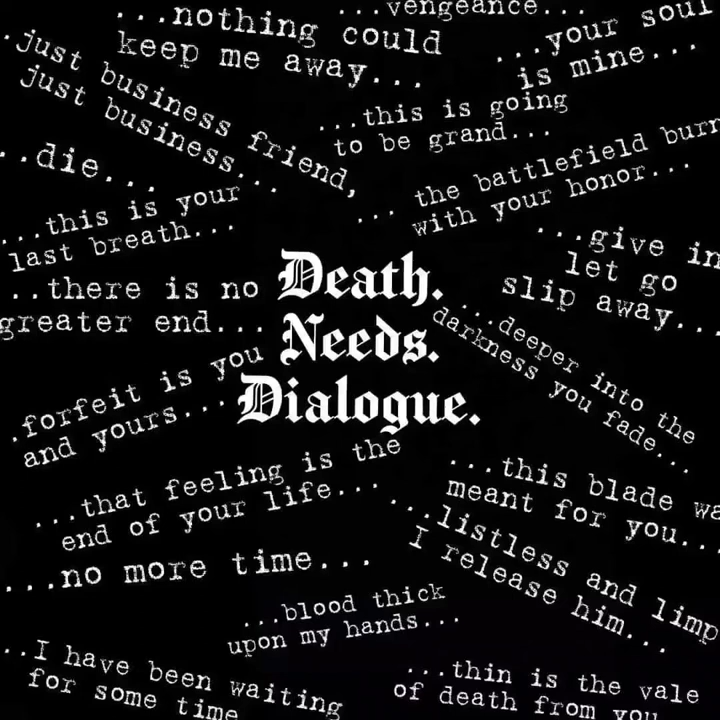 ...nothing could
keep me away...
...vengeance...
...your soul
is mine...
.just business friend,
just business...
...this is going
to be grand...
..die...
... the battlefield burn
with your honor...
...this is your
last breath...
...give in
let go
slip away...
..there is no
greater end...
Death.
Needs.
Dialogue.
...deeper into the
darkness you fade...
.forfeit is you
and yours...
...that feeling is the
end of your life...
...this blade wa
meant for you...
...listless and limp
I release him...
...no more time...
...blood thick
upon my hands...
..I have been waiting
for some time
...thin is the vale
of death from you